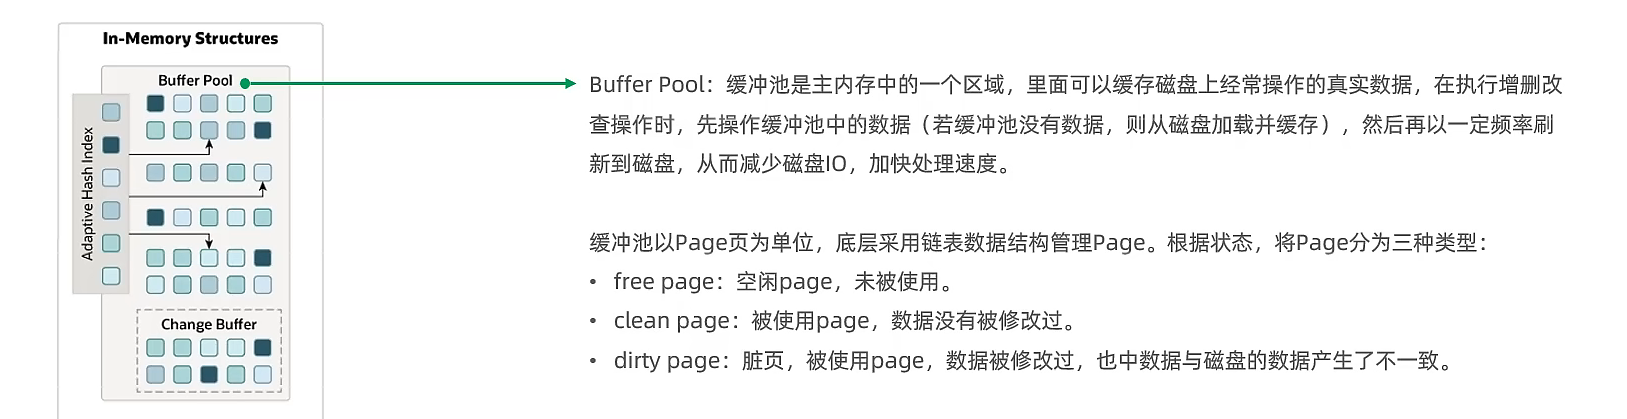 In-Memory Structures
Buffer Pool
Adaptive Hash Index
Change Buffer
Buffer Pool：缓冲池是主内存中的一个区域，里面可以缓存磁盘上经常操作的真实数据，在执行增删改
查操作时，先操作缓冲池中的数据（若缓冲池没有数据，则从磁盘加载并缓存），然后再以一定频率刷
新到磁盘，从而减少磁盘IO，加快处理速度。
缓冲池以Page页为单位，底层采用链表数据结构管理Page。根据状态，将Page分为三种类型：
• free page：空闲page，未被使用。
• clean page：被使用page，数据没有被修改过。
• dirty page：脏页，被使用page，数据被修改过，也中数据与磁盘的数据产生了不一致。